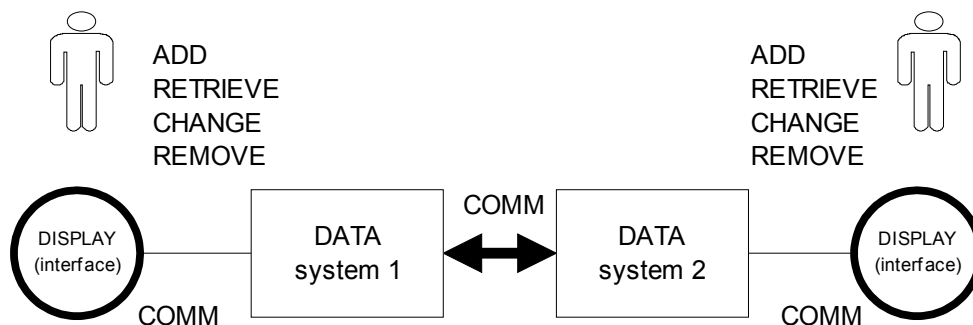 ADD
RETRIEVE
CHANGE
REMOVE
ADD
RETRIEVE
CHANGE
REMOVE
DISPLAY
(interface)
COMM
DATA
system 1
COMM
DATA
system 2
COMM
DISPLAY
(interface)